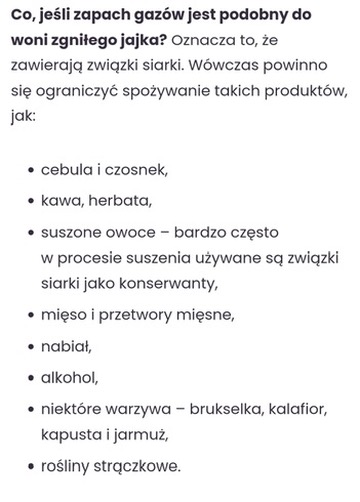 Co, jeśli zapach gazów jest podobny do
woni zgniłego jajka? Oznacza to, że
zawierają związki siarki. Wówczas powinno
się ograniczyć spożywanie takich produktów,
jak:
• cebula i czosnek,
• kawa, herbata,
• suszone owoce – bardzo często
w procesie suszenia używane są związki
siarki jako konserwanty,
• mięso i przetwory mięsne,
• nabiał,
• alkohol,
• niektóre warzywa – brukselka, kalafior,
kapusta i jarmuż,
• rośliny strączkowe.